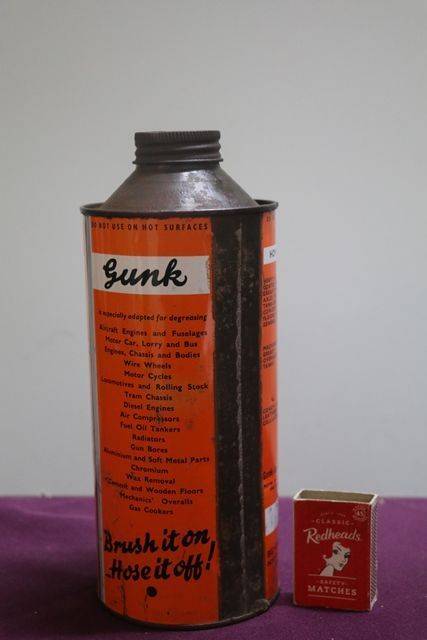 DO NOT USE ON HOT SURFACES
Gunk
is especially adapted for degreasing
Aircraft Engines and Fuselages
Motor Car, Lorry and Bus
Engines, Chassis and Bodies
Wire Wheels
Motor Cycles
Locomotives and Rolling Stock
Tram Chassis
Diesel Engines
Air Compressors
Fuel Oil Tankers
Radiators
Gun Bores
Aluminium and Soft Metal Parts
Chromium
Wax Removal
Cement and Wooden Floors
Mechanics' Overalls
Gas Cookers
Brush it on,
Hose it off!
CLASSIC
Redheads
SAFETY
MATCHES
45